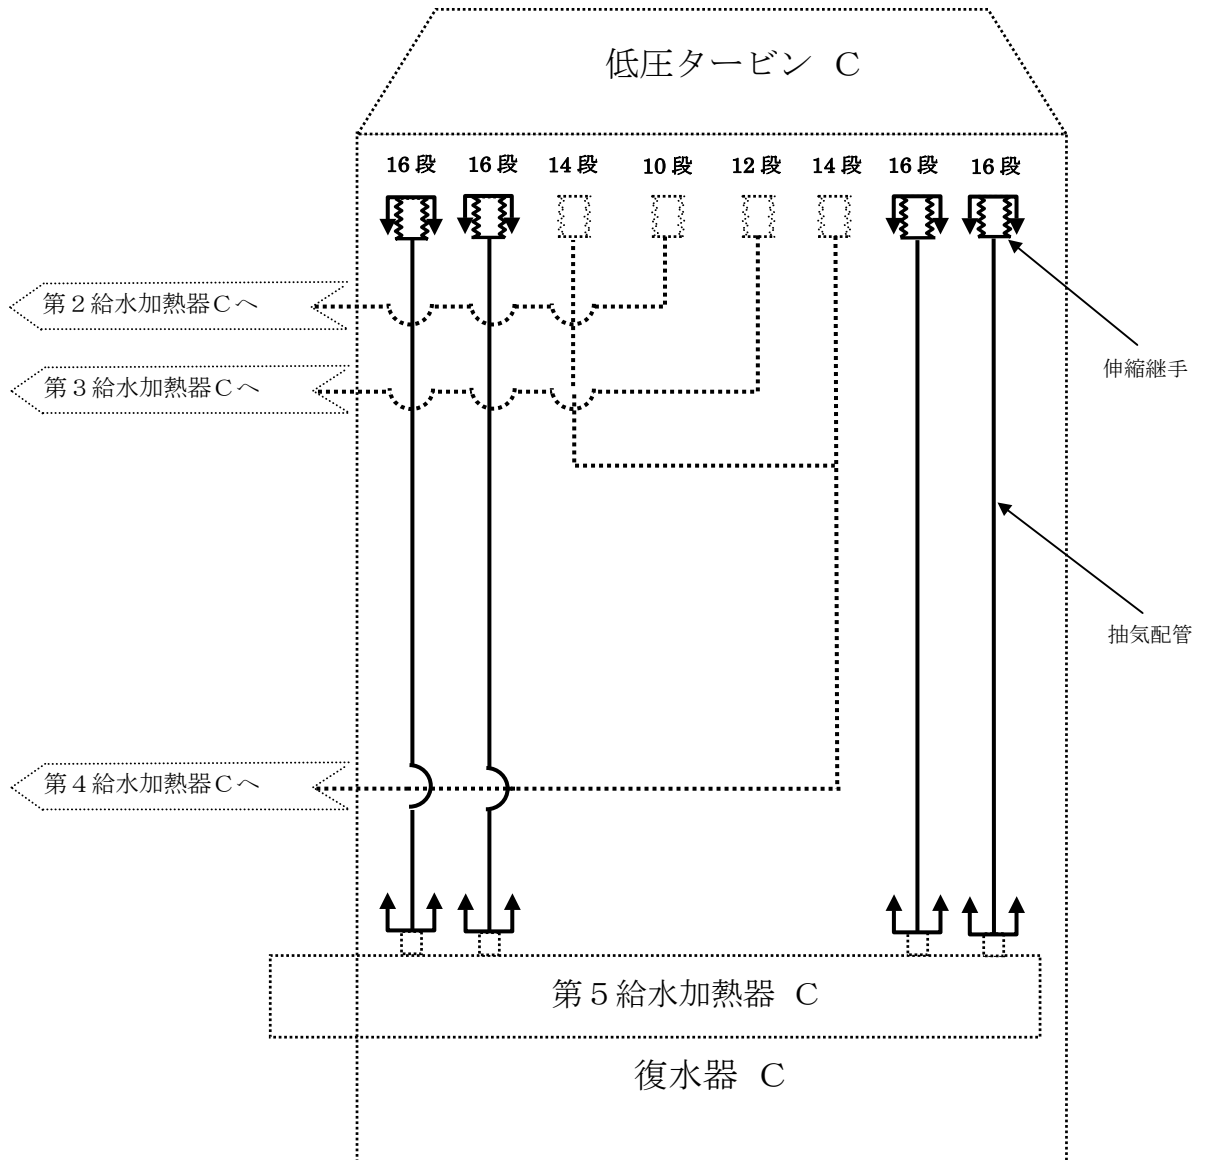 低圧タービン C
16段 16段 14段 10段 12段 14段 16段 16段
第２給水加熱器Cへ
伸縮継手
第３給水加熱器Cへ
抽気配管
第４給水加熱器Cへ
第５給水加熱器 C
復水器 C